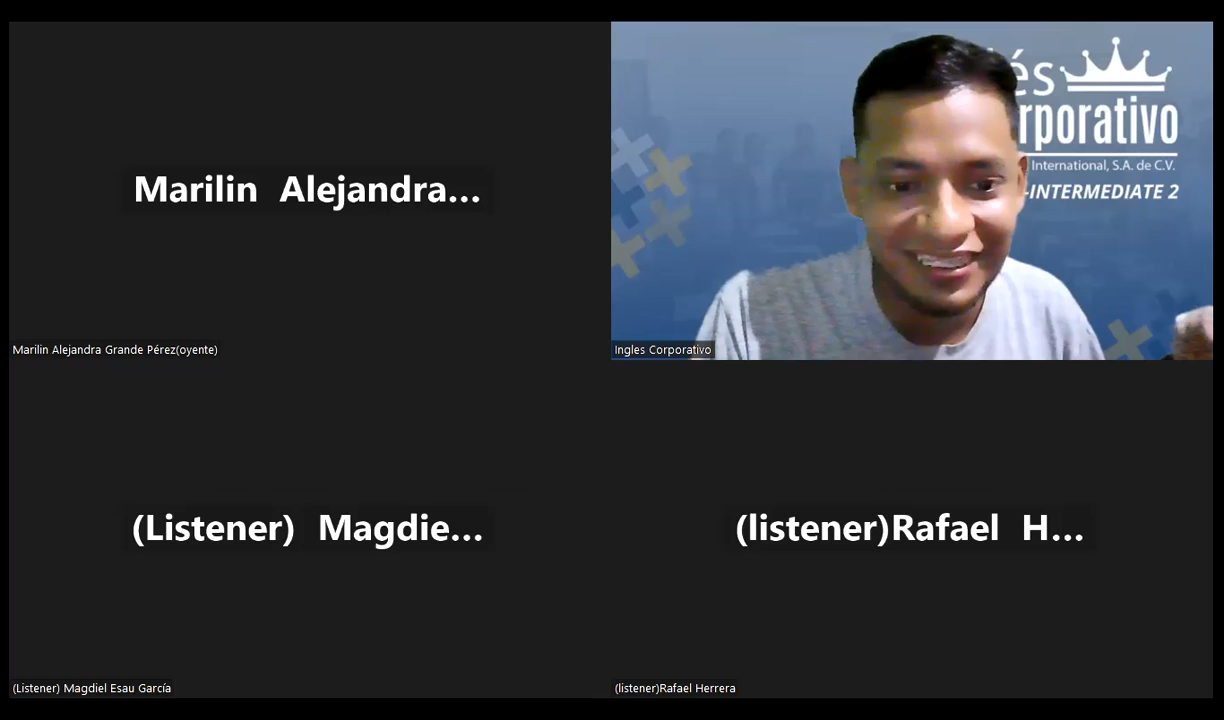 Marilin Alejandra...
Marilin Alejandra Grande Pérez(oyente)
és
rporativo
International, S.A. de C.V.
-INTERMEDIATE 2
Ingles Corporativo
(Listener) Magdie...
(Listener) Magdiel Esau García
(listener)Rafael H...
(listener)Rafael Herrera